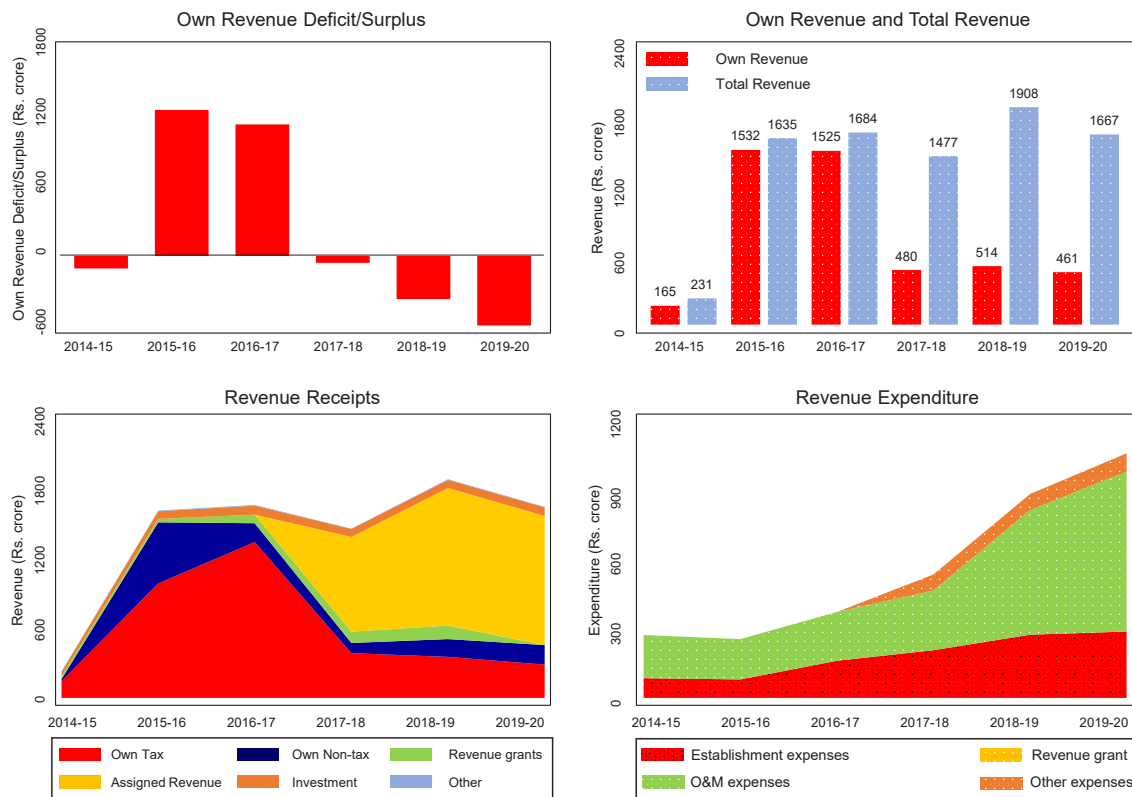 Own Revenue Deficit/Surplus
Own Revenue Deficit/Surplus (Rs. crore)
1800
1200
600
0
-600
2014-15 2015-16 2016-17 2017-18 2018-19 2019-20
Own Revenue and Total Revenue
Revenue (Rs. crore)
2400
1800
1200
600
0
Own Revenue
Total Revenue
165 231 1532 1635 1525 1684 480 1477 514 1908 461 1667
2014-15 2015-16 2016-17 2017-18 2018-19 2019-20
Revenue Receipts
Revenue (Rs. crore)
2400
1800
1200
600
0
2014-15 2015-16 2016-17 2017-18 2018-19 2019-20
Own Tax Own Non-tax Revenue grants
Assigned Revenue Investment Other
Revenue Expenditure
Expenditure (Rs. crore)
1200
900
600
300
0
2014-15 2015-16 2016-17 2017-18 2018-19 2019-20
Establishment expenses Revenue grant
O&M expenses Other expenses